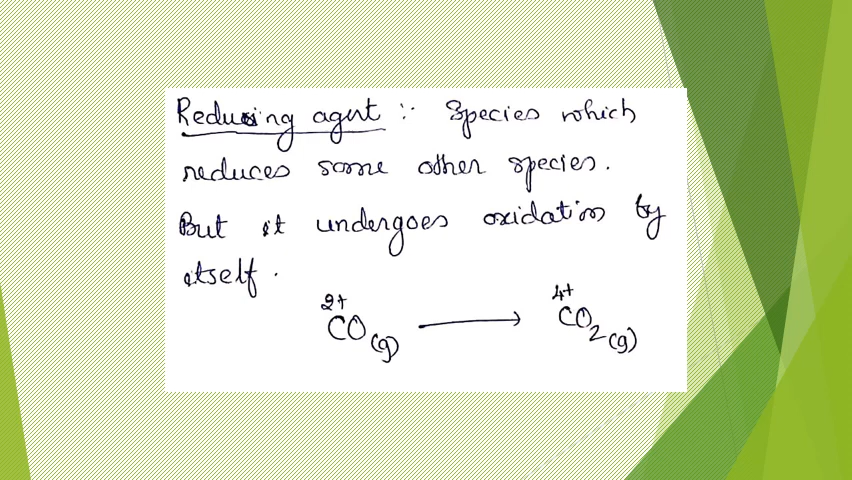 Reducing agent :- Species which
reduces some other species.
But it undergoes oxidation by
itself.
2+ 4+
CO(g) ⟶ CO2(g)